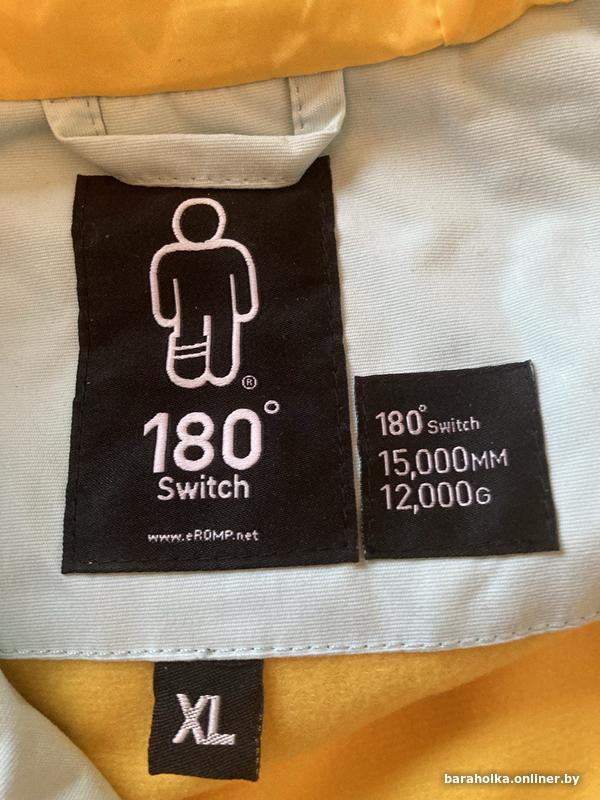 ®
180°
Switch
www.eROMP.net
180° Switch
15,000MM
12,000G
XL
baraholka.onliner.by